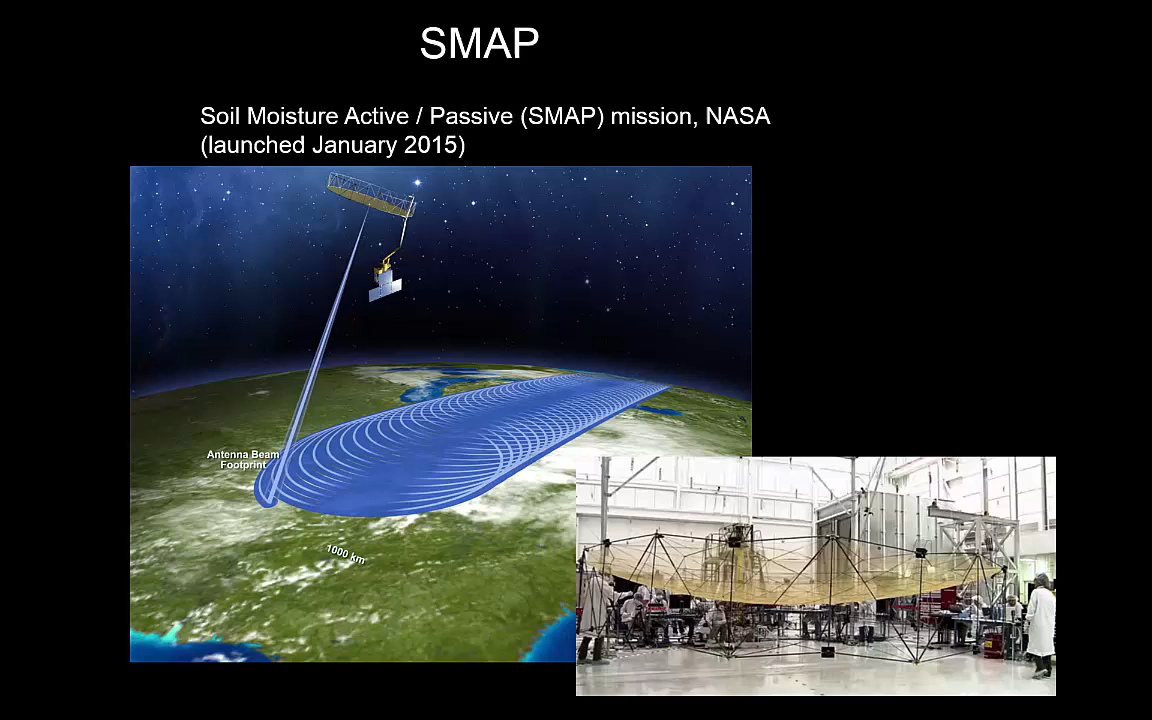 SMAP
Soil Moisture Active / Passive (SMAP) mission, NASA
(launched January 2015)
Antenna Beam
Footprint
1000 km